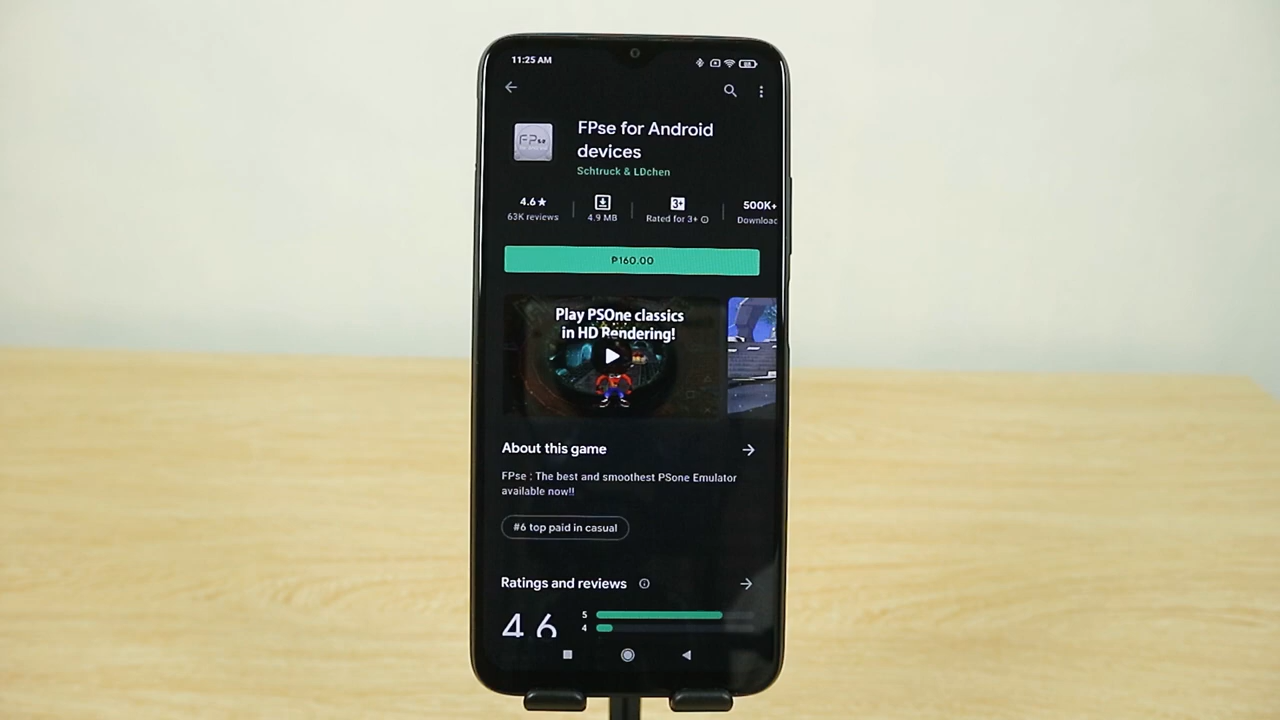 11:25 AM
FPse for Android
devices
Schtruck & LDchen
4.6★
63K reviews
4.9 MB
3+
Rated for 3+
500K+
Downloac
₱160.00
Play PSOne classics
in HD Rendering!
About this game
FPse : The best and smoothest PSone Emulator
available now!!
#6 top paid in casual
Ratings and reviews
4.6
5
4